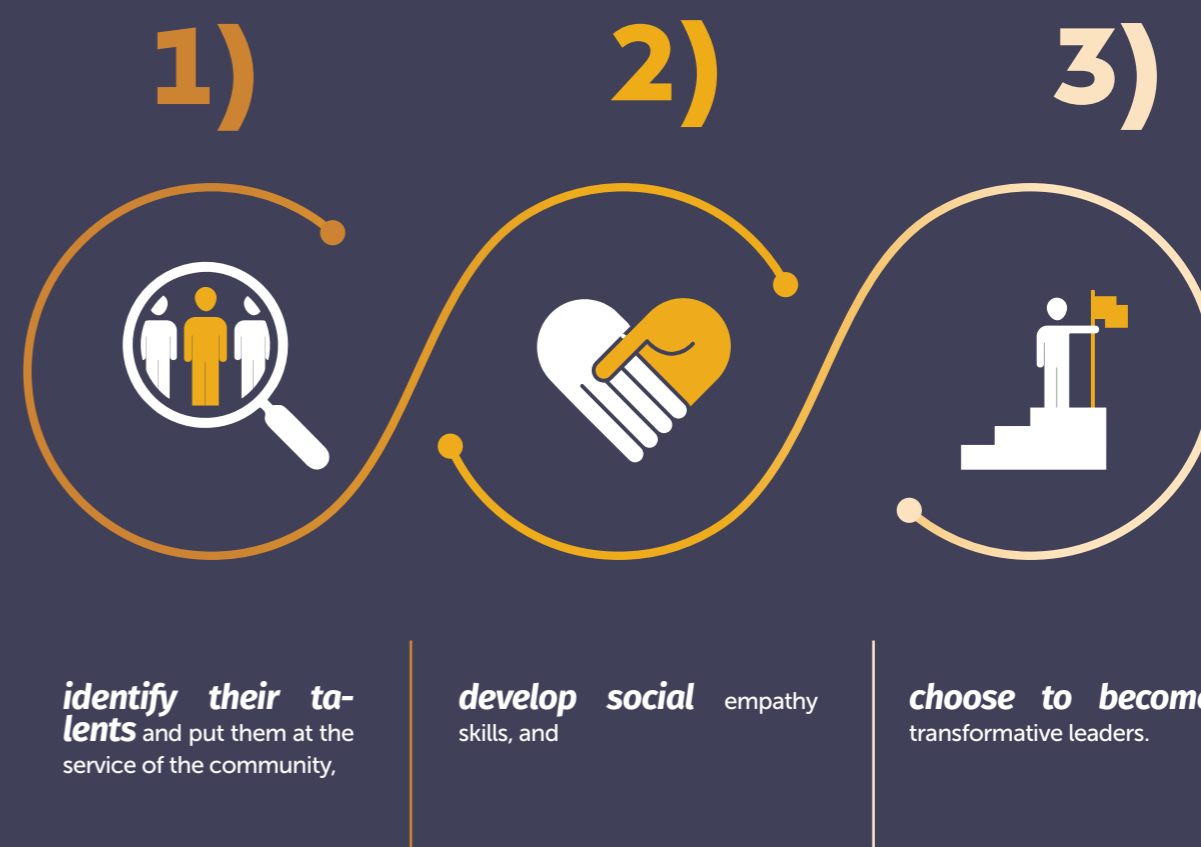 1)
2)
3)
identify their ta-
lents and put them at the
service of the community,
develop social empathy
skills, and
choose to become
transformative leaders.